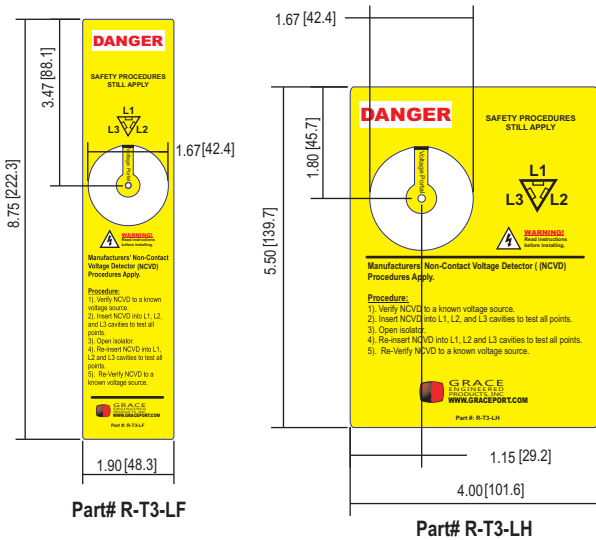 DANGER
SAFETY PROCEDURES
STILL APPLY
L1
L3
L2
Voltage Portal
WARNING!
Read instructions
before installing.
Manufacturers' Non-Contact
Voltage Detector (NCVD)
Procedures Apply.
Procedure:
1). Verify NCVD to a known
voltage source.
2). Insert NCVD into L1, L2,
and L3 cavities to test all
points.
3). Open isolator.
4). Re-insert NCVD into L1,
L2 and L3 cavities to test all
points.
5). Re-Verify NCVD to a
known voltage source.
GRACE
ENGINEERED
PRODUCTS, INC
WWW.GRACEPORT.COM
Part #: R-T3-LF
8.75 [222.3]
3.47 [88.1]
1.67 [42.4]
1.90 [48.3]
Part# R-T3-LF
1.67 [42.4]
DANGER
SAFETY PROCEDURES
STILL APPLY
L1
L3
L2
Voltage Portal
WARNING!
Read instructions
before installing.
Manufacturers' Non-Contact Voltage Detector ( (NCVD)
Procedures Apply.
Procedure:
1). Verify NCVD to a known voltage source.
2). Insert NCVD into L1, L2, and L3 cavities to test all points.
3). Open isolator.
4). Re-insert NCVD into L1, L2 and L3 cavities to test all points.
5). Re-Verify NCVD to a known voltage source.
GRACE
ENGINEERED
PRODUCTS, INC
WWW.GRACEPORT.COM
Part #: R-T3-LH
5.50 [139.7]
1.80 [45.7]
1.15 [29.2]
4.00 [101.6]
Part# R-T3-LH